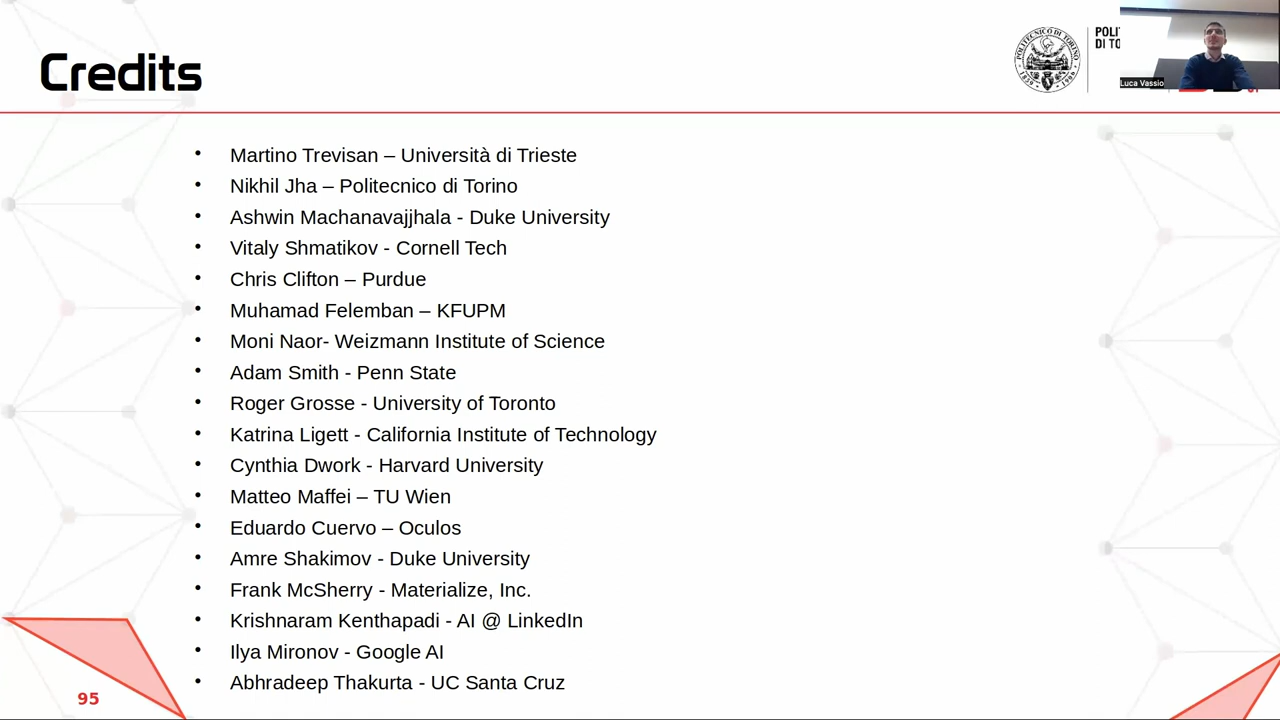 Credits
POLITECNICO DI TORINO
POLI
DI TO
Luca Vassio
• Martino Trevisan – Università di Trieste
• Nikhil Jha – Politecnico di Torino
• Ashwin Machanavajjhala - Duke University
• Vitaly Shmatikov - Cornell Tech
• Chris Clifton – Purdue
• Muhamad Felemban – KFUPM
• Moni Naor- Weizmann Institute of Science
• Adam Smith - Penn State
• Roger Grosse - University of Toronto
• Katrina Ligett - California Institute of Technology
• Cynthia Dwork - Harvard University
• Matteo Maffei – TU Wien
• Eduardo Cuervo – Oculos
• Amre Shakimov - Duke University
• Frank McSherry - Materialize, Inc.
• Krishnaram Kenthapadi - AI @ LinkedIn
• Ilya Mironov - Google AI
• Abhradeep Thakurta - UC Santa Cruz
95